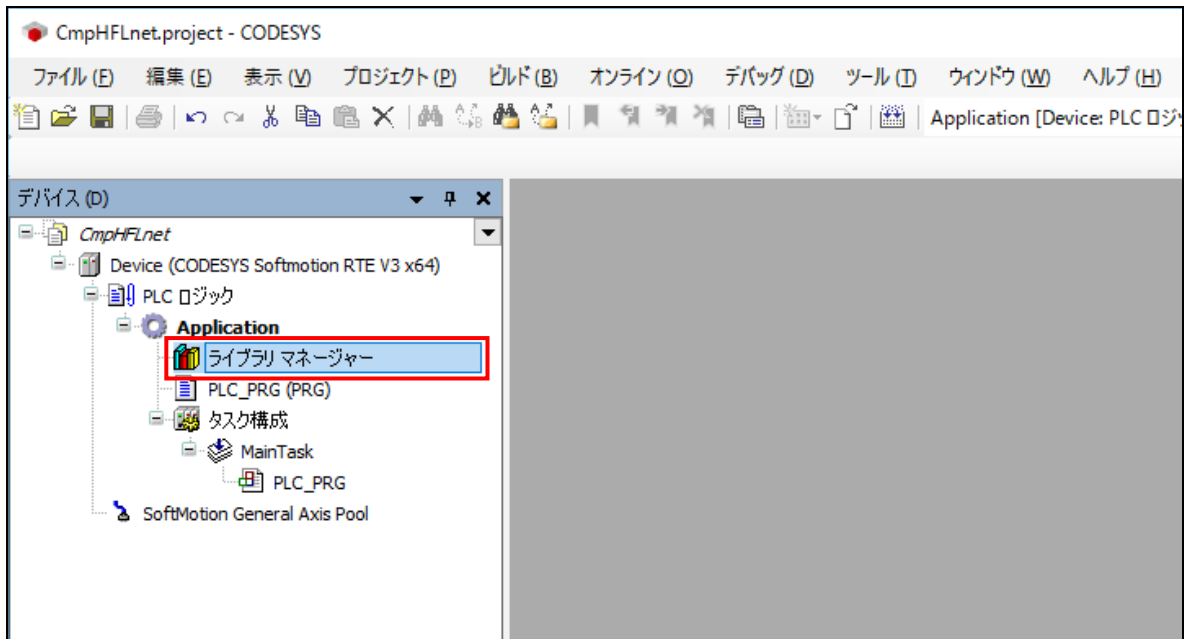 CmpHFLnet.project - CODESYS
ファイル (F) 編集 (E) 表示 (V) プロジェクト (P) ビルド (B) オンライン (O) デバッグ (D) ツール (T) ウィンドウ (W) ヘルプ (H)
Application [Device: PLC ロジッ
デバイス (D)
CmpHFLnet
Device (CODESYS Softmotion RTE V3 x64)
PLC ロジック
Application
ライブラリ マネージャー
PLC_PRG (PRG)
タスク構成
MainTask
PLC_PRG
SoftMotion General Axis Pool